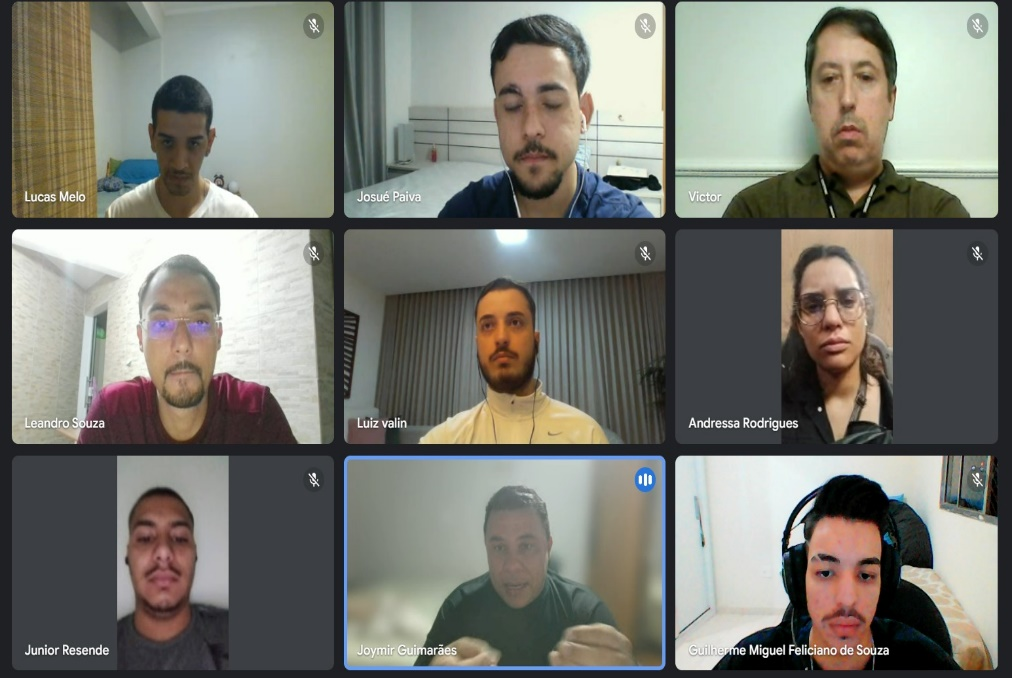 Lucas Melo
Josué Paiva
Victor
Leandro Souza
Luiz valin
Andressa Rodrigues
Junior Resende
Joymir Guimarães
Guilherme Miguel Feliciano de Souza